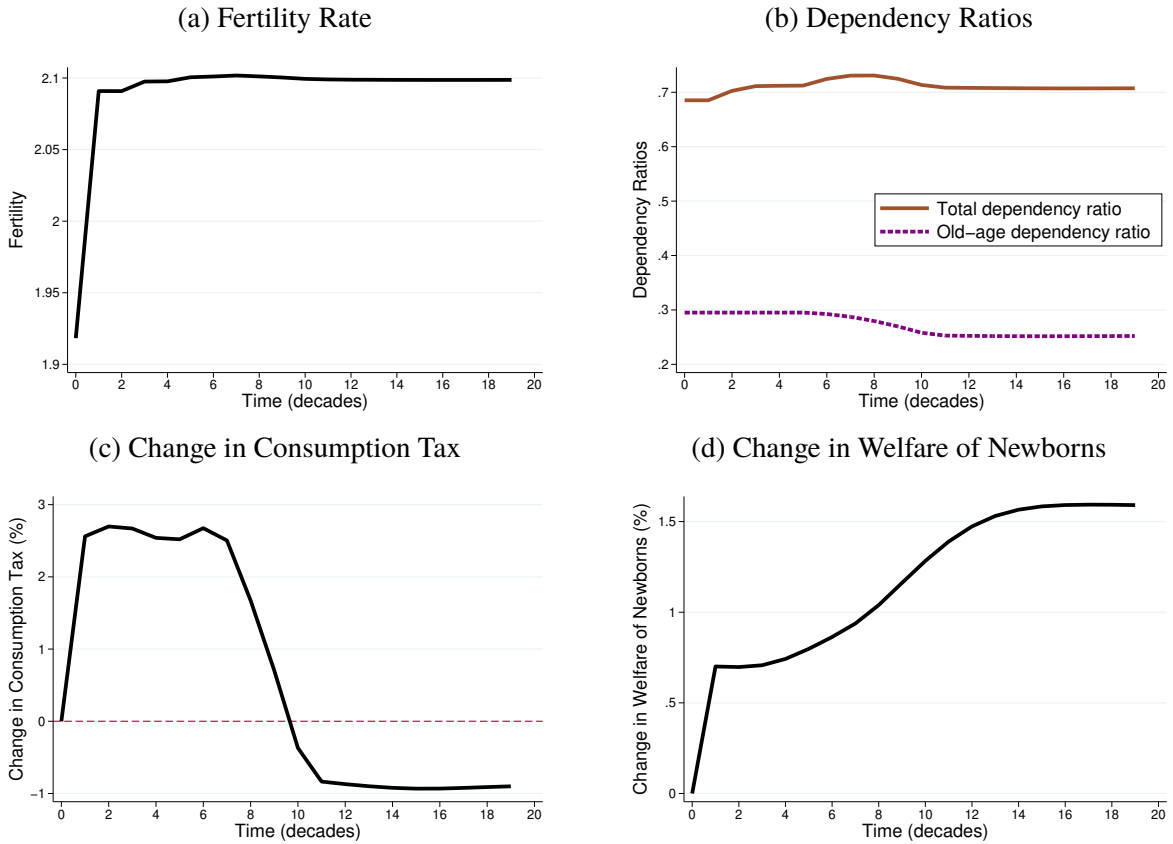 (a) Fertility Rate
2.1
2.05
2
1.95
1.9
Fertility
0 2 4 6 8 10 12 14 16 18 20
Time (decades)
(b) Dependency Ratios
.7
.6
.5
.4
.3
.2
Dependency Ratios
Total dependency ratio
Old−age dependency ratio
0 2 4 6 8 10 12 14 16 18 20
Time (decades)
(c) Change in Consumption Tax
3
2
1
0
−1
Change in Consumption Tax (%)
0 2 4 6 8 10 12 14 16 18 20
Time (decades)
(d) Change in Welfare of Newborns
1.5
1
.5
0
Change in Welfare of Newborns (%)
0 2 4 6 8 10 12 14 16 18 20
Time (decades)